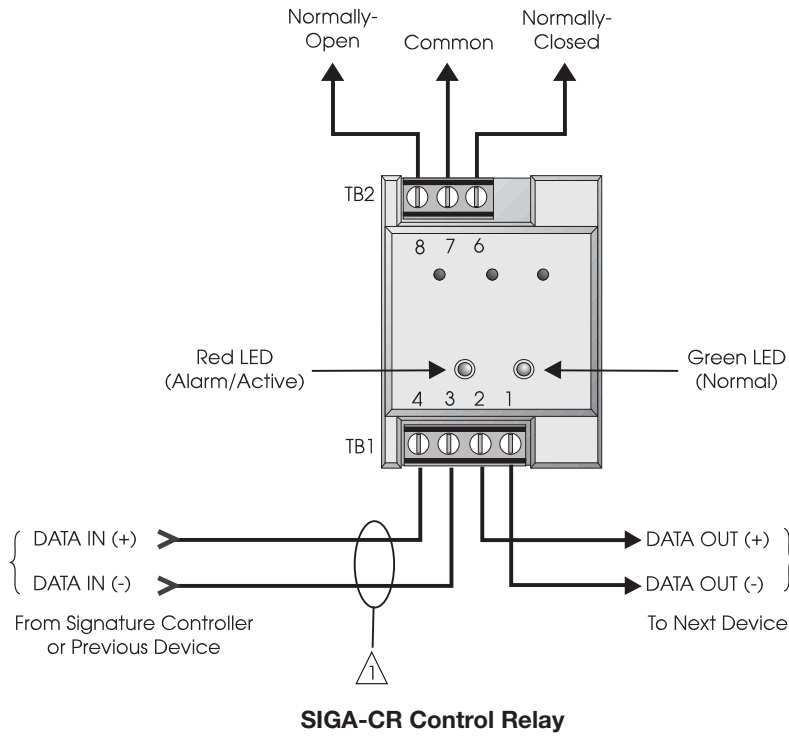 Normally-
Open
Common
Normally-
Closed
TB2
8 7 6
Red LED
(Alarm/Active)
Green LED
(Normal)
4 3 2 1
TB1
DATA IN (+)
DATA OUT (+)
DATA IN (-)
DATA OUT (-)
From Signature Controller
or Previous Device
To Next Device
1
SIGA-CR Control Relay